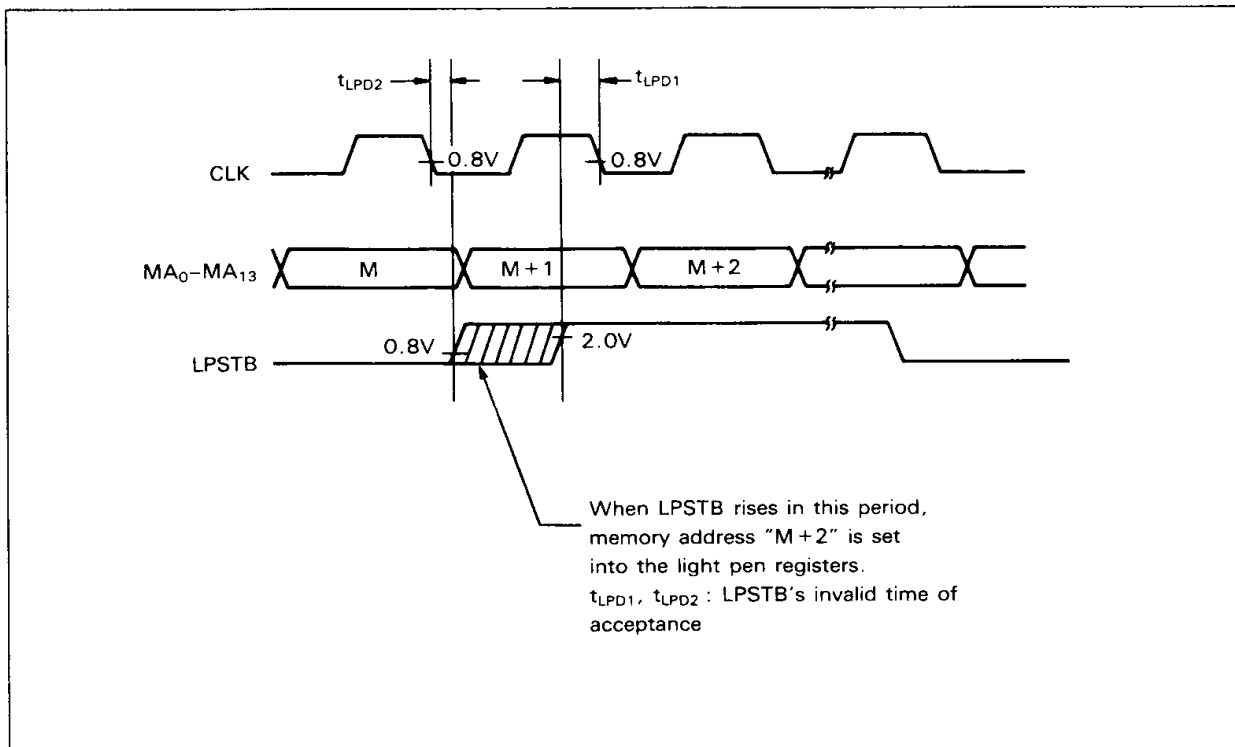 tLPD2
tLPD1
CLK
0.8V
0.8V
MA0–MA13
M
M+1
M+2
LPSTB
0.8V
2.0V
When LPSTB rises in this period,
memory address "M+2" is set
into the light pen registers.
tLPD1, tLPD2 : LPSTB's invalid time of
acceptance